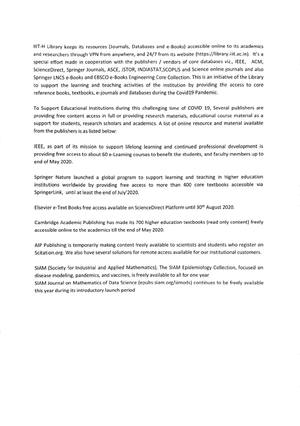 IIT-H Library keeps its resources (Journals, Databases and e-Books) accessible online to its academics
and researchers through VPN from anywhere, and 24/7 from its website (https://library-iit.ac.in). It's a
special effort made in cooperation with the publishers / vendors of core databases viz., IEEE, ACM,
ScienceDirect, Springer Journals, ASCE, JSTOR, INDIASTAT,SCOPUS and Science online journals and also
Springer LNCS e-Books and EBSCO e-Books Engineering Core Collection. This is an initiative of the Library
to support the learning and teaching activities of the institution by providing the access to core
reference books, textbooks, e-journals and databases during the Covid19 Pandemic.
To Support Educational Institutions during this challenging time of COVID 19, Several publishers are
providing free content access in full or providing research materials, educational course material as a
support for students, research scholars and academics. A list of online resource and material available
from the publishers is as listed below:
IEEE, as part of its mission to support lifelong learning and continued professional development is
providing free access to about 60 e-Learning courses to benefit the students, and faculty members up to
end of May 2020.
Springer Nature launched a global program to support learning and teaching in higher education
institutions worldwide by providing free access to more than 400 core textbooks accessible via
SpringerLink, until at least the end of July'2020.
Elsevier e-Text Books free access available on ScienceDirect Platform until 30th August 2020.
Cambridge Academic Publishing has made its 700 higher education textbooks (read only content) freely
accessible online to the academics till the end of May 2020.
AIP Publishing is temporarily making content freely available to scientists and students who register on
Scitation.org. We also have several solutions for remote access available for our institutional customers.
SIAM (Society for Industrial and Applied Mathematics), The SIAM Epidemiology Collection, focused on
disease modeling, pandemics, and vaccines, is freely available to all for one year
SIAM Journal on Mathematics of Data Science (epubs.siam.org/simods) continues to be freely available
this year during its introductory launch period